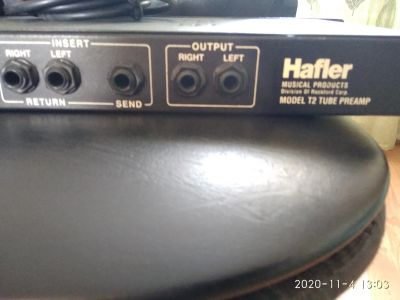 INSERT
RIGHT LEFT
RETURN SEND
OUTPUT
RIGHT LEFT
Hafler
MUSICAL PRODUCTS
Division Of Rockford Corp.
MODEL T2 TUBE PREAMP
2020-11-4 13:03